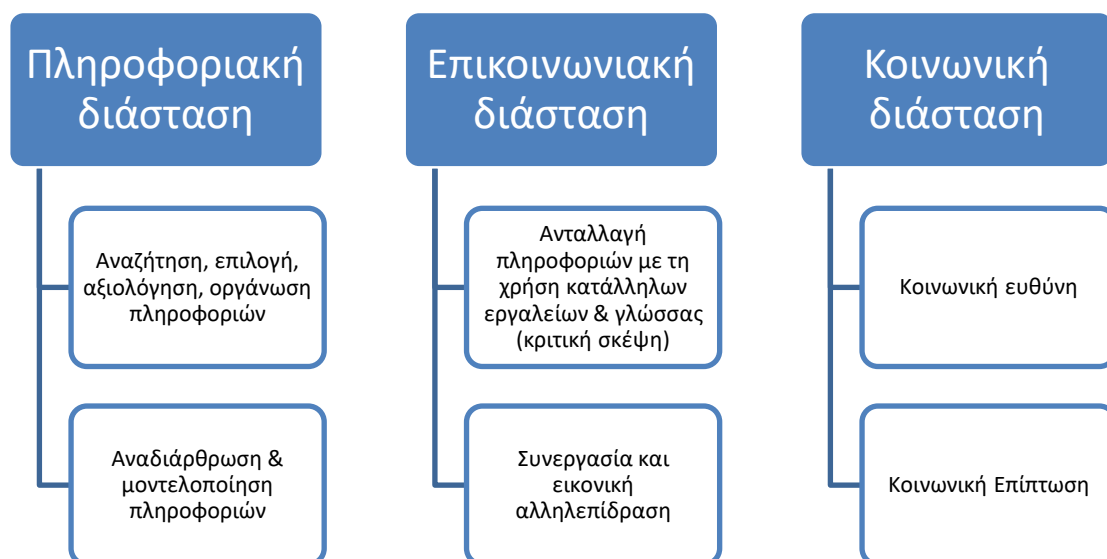 Πληροφοριακή
διάσταση
Αναζήτηση, επιλογή,
αξιολόγηση, οργάνωση
πληροφοριών
Αναδιάρθρωση &
μοντελοποίηση
πληροφοριών
Επικοινωνιακή
διάσταση
Ανταλλαγή
πληροφοριών με τη
χρήση κατάλληλων
εργαλείων & γλώσσας
(κριτική σκέψη)
Συνεργασία και
εικονική
αλληλεπίδραση
Κοινωνική
διάσταση
Κοινωνική ευθύνη
Κοινωνική Επίπτωση